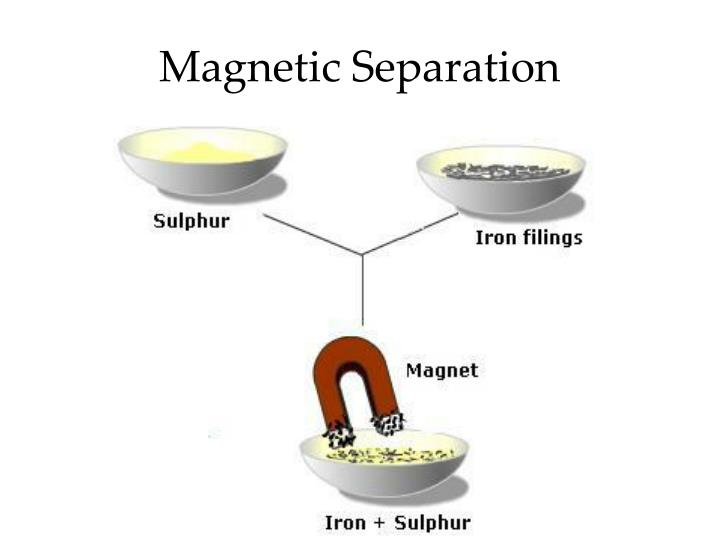 Magnetic Separation
Sulphur
Iron filings
Magnet
Iron + Sulphur